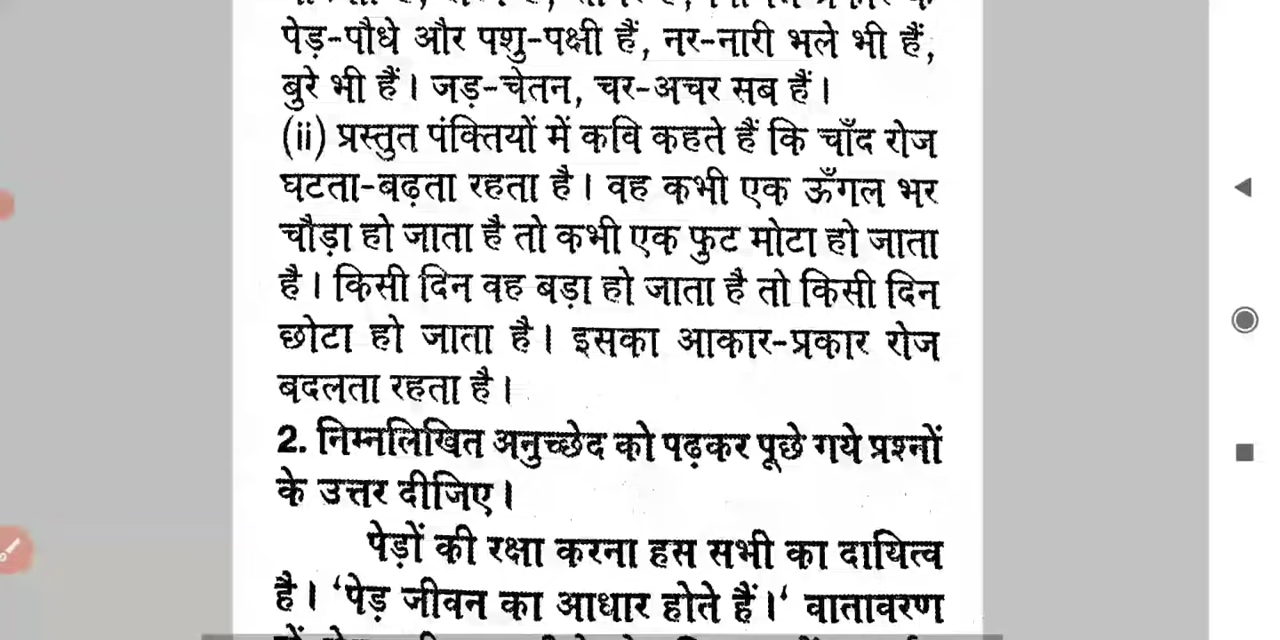 पेड़-पौधे और पशु-पक्षी हैं, नर-नारी भले भी हैं,
बुरे भी हैं। जड़-चेतन, चर-अचर सब हैं।
(ii) प्रस्तुत पंक्तियों में कवि कहते हैं कि चाँद रोज
घटता-बढ़ता रहता है। वह कभी एक ऊँगल भर
चौड़ा हो जाता है तो कभी एक फुट मोटा हो जाता
है। किसी दिन वह बड़ा हो जाता है तो किसी दिन
छोटा हो जाता है। इसका आकार-प्रकार रोज
बदलता रहता है।
2. निम्नलिखित अनुच्छेद को पढ़कर पूछे गये प्रश्नों
के उत्तर दीजिए।
पेड़ों की रक्षा करना हस सभी का दायित्व
है। ‘पेड़ जीवन का आधार होते हैं।‘ वातावरण